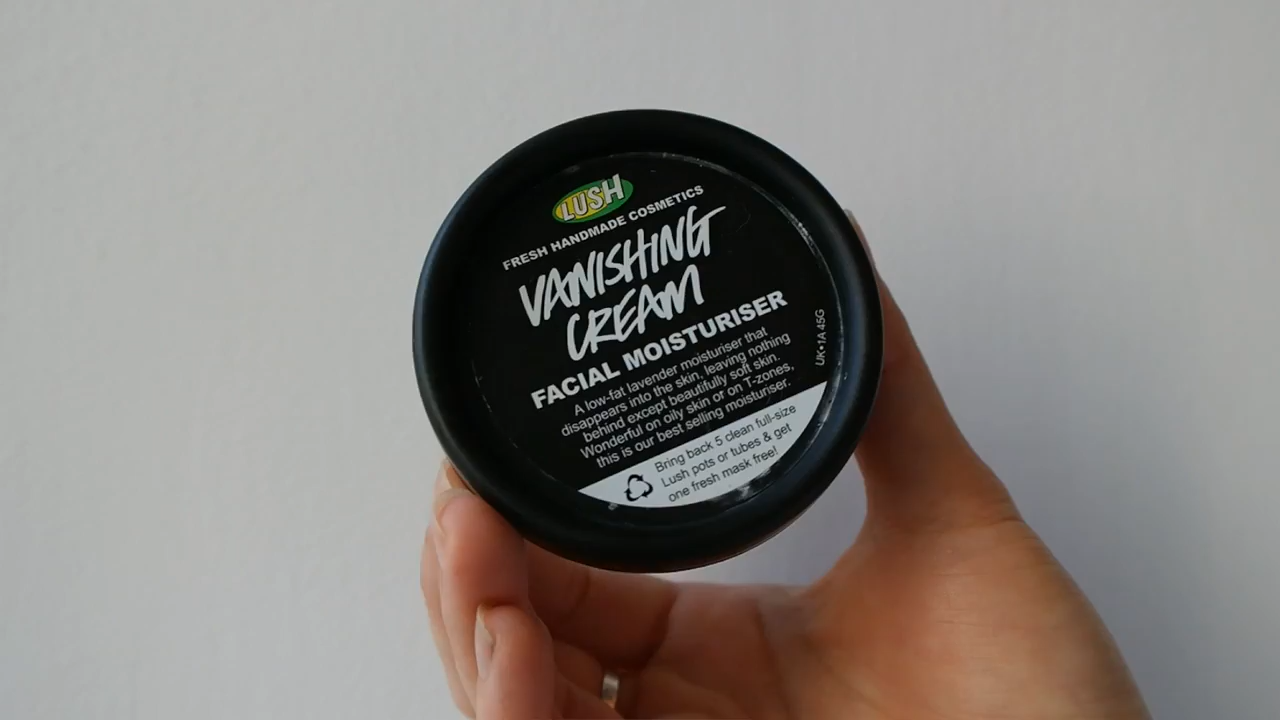 LUSH
FRESH HANDMADE COSMETICS
VANISHING
CREAM
FACIAL MOISTURISER
A low-fat lavender moisturiser that
disappears into the skin, leaving nothing
behind except beautifully soft skin.
Wonderful on oily skin or on T-zones,
this is our best selling moisturiser.
UK•1A 45G
Bring back 5 clean full-size
Lush pots or tubes & get
one fresh mask free!